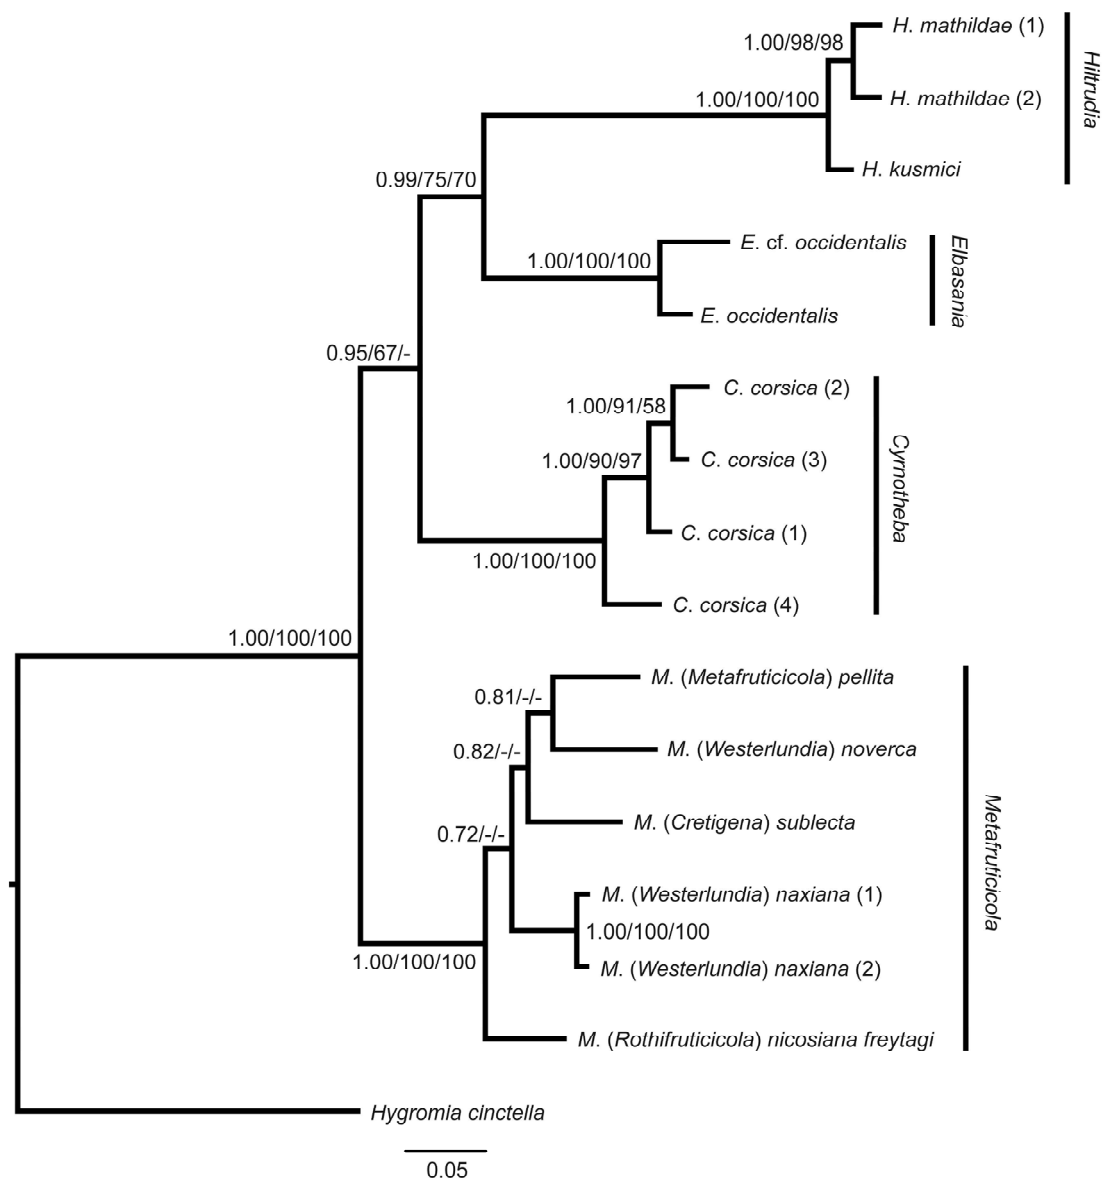 H. mathildae (1)
1.00/98/98
H. mathildae (2)
1.00/100/100
H. kusmici
Hiltrudia
0.99/75/70
E. cf. occidentalis
1.00/100/100
E. occidentalis
Elbasania
0.95/67/-
C. corsica (2)
1.00/91/58
C. corsica (3)
1.00/90/97
C. corsica (1)
1.00/100/100
C. corsica (4)
Cyrnotheba
1.00/100/100
M. (Metafruticicola) pellita
0.81/-/-
M. (Westerlundia) noverca
0.82/-/-
M. (Cretigena) sublecta
0.72/-/-
M. (Westerlundia) naxiana (1)
1.00/100/100
M. (Westerlundia) naxiana (2)
1.00/100/100
M. (Rothifruticicola) nicosiana freytagi
Metafruticicola
Hygromia cinctella
0.05